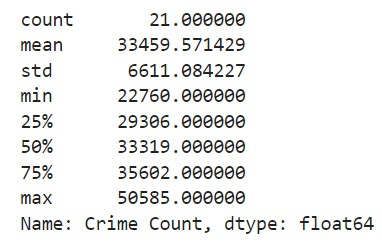 count 21.000000
mean 33459.571429
std 6611.084227
min 22760.000000
25% 29306.000000
50% 33319.000000
75% 35602.000000
max 50585.000000
Name: Crime Count, dtype: float64